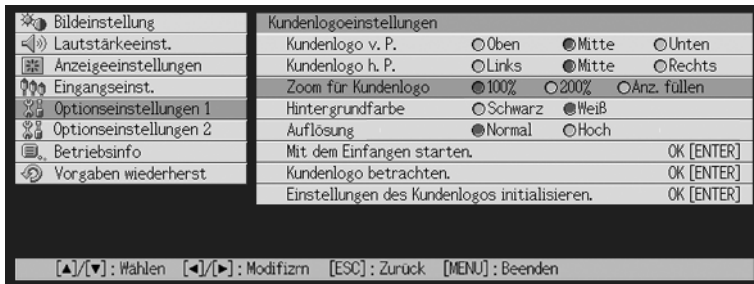 Bildeinstellung
Lautstärkeeinst.
Anzeigeeinstellungen
Eingangseinst.
Optionseinstellungen 1
Optionseinstellungen 2
Betriebsinfo
Vorgaben wiederherst
Kundenlogoeinstellungen
Kundenlogo v. P. Oben Mitte Unten
Kundenlogo h. P. Links Mitte Rechts
Zoom für Kundenlogo 100% 200% Anz. füllen
Hintergrundfarbe Schwarz Weiß
Auflösung Normal Hoch
Mit dem Einfangen starten. OK [ENTER]
Kundenlogo betrachten. OK [ENTER]
Einstellungen des Kundenlogos initialisieren. OK [ENTER]
[▲]/[▼] : Wahlen [◄]/[►] : Modifizrn [ESC] : Zurück [MENU] : Beenden